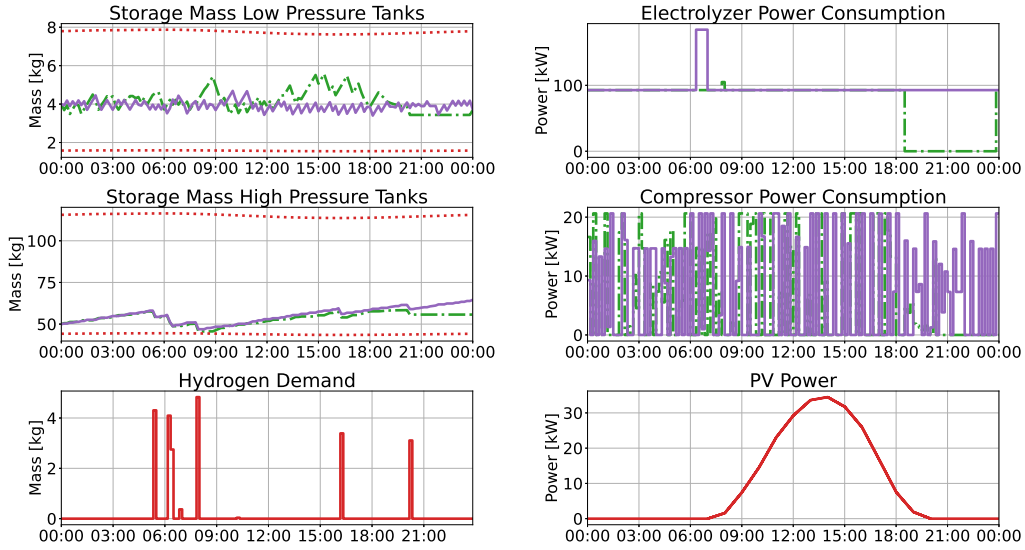 Storage Mass Low Pressure Tanks
Mass [kg]
8
6
4
2
00:00 03:00 06:00 09:00 12:00 15:00 18:00 21:00 00:00
Electrolyzer Power Consumption
Power [kW]
100
0
00:00 03:00 06:00 09:00 12:00 15:00 18:00 21:00 00:00
Storage Mass High Pressure Tanks
Mass [kg]
100
75
50
00:00 03:00 06:00 09:00 12:00 15:00 18:00 21:00 00:00
Compressor Power Consumption
Power [kW]
20
10
0
00:00 03:00 06:00 09:00 12:00 15:00 18:00 21:00 00:00
Hydrogen Demand
Mass [kg]
4
2
0
00:00 03:00 06:00 09:00 12:00 15:00 18:00 21:00
PV Power
Power [kW]
30
20
10
0
00:00 03:00 06:00 09:00 12:00 15:00 18:00 21:00 00:00